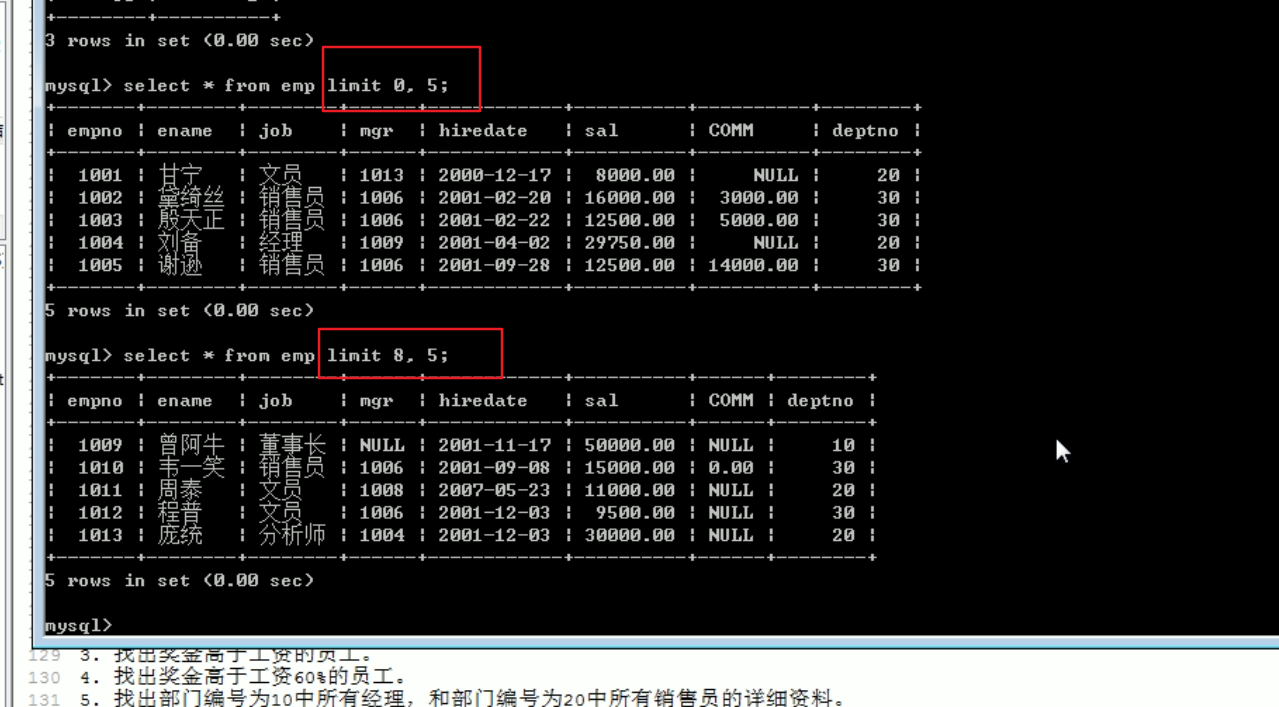 3 rows in set (0.00 sec)
mysql> select * from emp limit 0, 5;
| empno | ename | job | mgr | hiredate | sal | COMM | deptno |
| 1001 | 甘宁 | 文员 | 1013 | 2000-12-17 | 8000.00 | NULL | 20 |
| 1002 | 黛绮丝 | 销售员 | 1006 | 2001-02-20 | 16000.00 | 3000.00 | 30 |
| 1003 | 殷天正 | 销售员 | 1006 | 2001-02-22 | 12500.00 | 5000.00 | 30 |
| 1004 | 刘备 | 经理 | 1009 | 2001-04-02 | 29750.00 | NULL | 20 |
| 1005 | 谢逊 | 销售员 | 1006 | 2001-09-28 | 12500.00 | 14000.00 | 30 |
5 rows in set (0.00 sec)
mysql> select * from emp limit 8, 5;
| empno | ename | job | mgr | hiredate | sal | COMM | deptno |
| 1009 | 曾阿牛 | 董事长 | NULL | 2001-11-17 | 50000.00 | NULL | 10 |
| 1010 | 韦一笑 | 销售员 | 1006 | 2001-09-08 | 15000.00 | 0.00 | 30 |
| 1011 | 周泰 | 文员 | 1008 | 2007-05-23 | 11000.00 | NULL | 20 |
| 1012 | 程普 | 文员 | 1006 | 2001-12-03 | 9500.00 | NULL | 30 |
| 1013 | 庞统 | 分析师 | 1004 | 2001-12-03 | 30000.00 | NULL | 20 |
5 rows in set (0.00 sec)
mysql>
129 3. 找出奖金高于工资的员工。
130 4. 找出奖金高于工资60%的员工。
131 5. 找出部门编号为10中所有经理，和部门编号为20中所有销售员的详细资料。